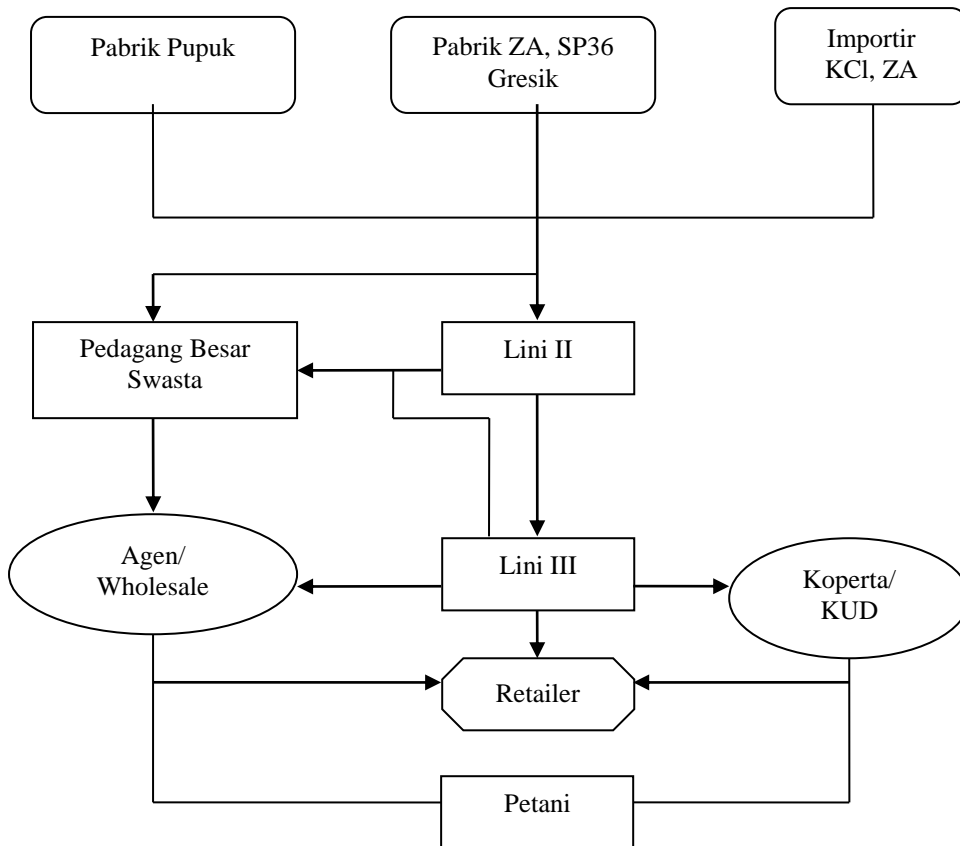 Pabrik Pupuk
Pabrik ZA, SP36
Gresik
Importir
KCl, ZA
Pedagang Besar
Swasta
Lini II
Agen/
Wholesale
Lini III
Koperta/
KUD
Retailer
Petani